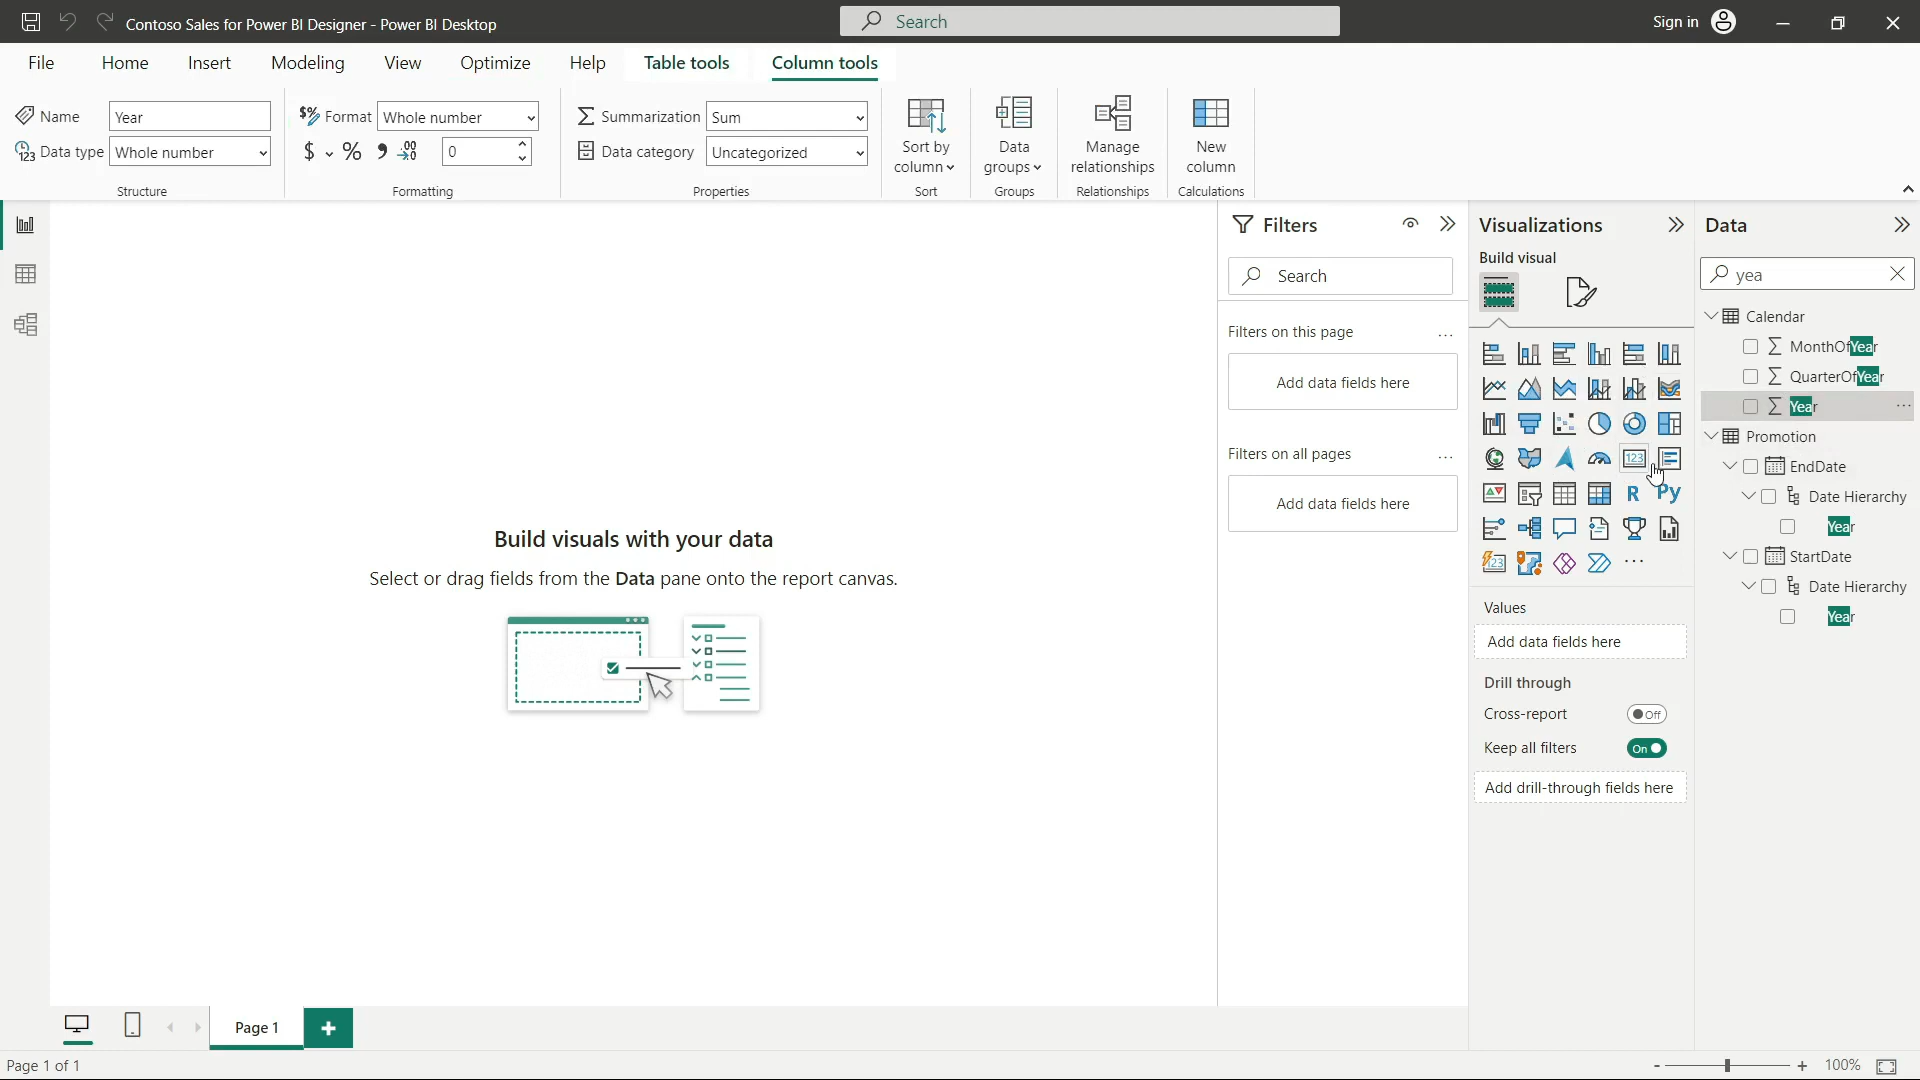 Contoso Sales for Power BI Designer - Power BI Desktop
Search
Sign in
File
Home
Insert
Modeling
View
Optimize
Help
Table tools
Column tools
Name
Year
Data type
Whole number
Structure
Format
Whole number
$
%
0
Formatting
Summarization
Sum
Data category
Uncategorized
Properties
Sort by
column
Sort
Data
groups
Groups
Manage
relationships
Relationships
New
column
Calculations
Build visuals with your data
Select or drag fields from the Data pane onto the report canvas.
Filters
Search
Filters on this page
...
Add data fields here
Filters on all pages
...
Add data fields here
Visualizations
Build visual
123
R
Py
123
...
Values
Add data fields here
Drill through
Cross-report
Off
Keep all filters
On
Add drill-through fields here
Data
yea
Calendar
MonthOfYear
QuarterOfYear
Year
...
Promotion
EndDate
Date Hierarchy
Year
StartDate
Date Hierarchy
Year
Page 1
+
Page 1 of 1
- + 100%